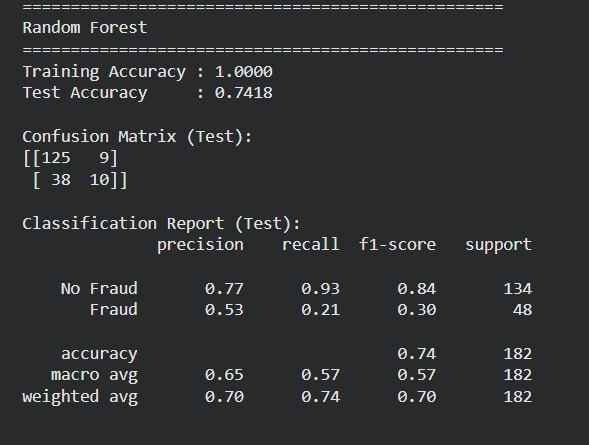 ==================================================
Random Forest
==================================================
Training Accuracy : 1.0000
Test Accuracy     : 0.7418

Confusion Matrix (Test):
[[125   9]
 [ 38  10]]

Classification Report (Test):
              precision    recall  f1-score   support

    No Fraud       0.77      0.93      0.84       134
       Fraud       0.53      0.21      0.30        48

    accuracy                           0.74       182
   macro avg       0.65      0.57      0.57       182
weighted avg       0.70      0.74      0.70       182